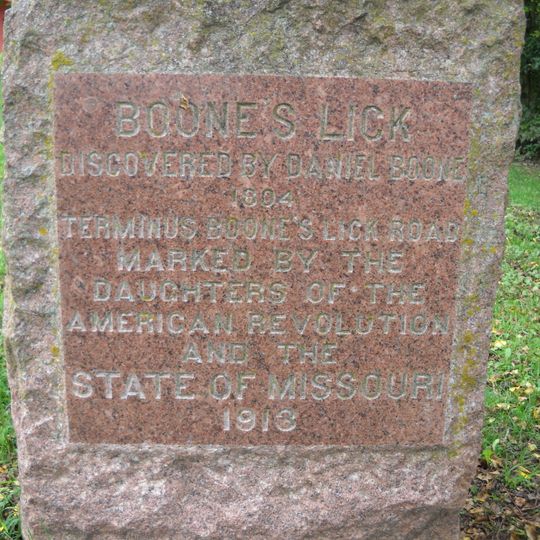 BOONE'S LICK
DISCOVERED BY DANIEL BOONE
1804
TERMINUS BOONE'S LICK ROAD
MARKED BY THE
DAUGHTERS OF THE
AMERICAN REVOLUTION
AND THE
STATE OF MISSOURI
1913